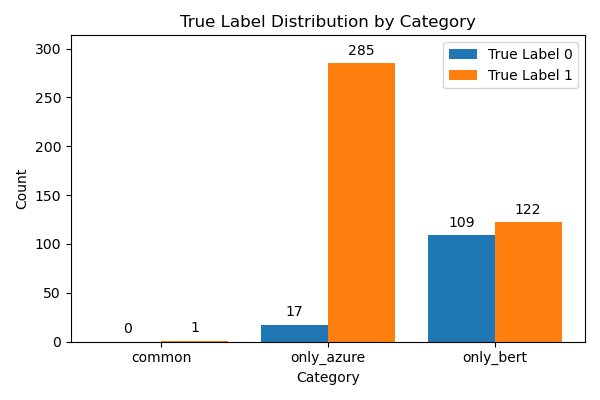 True Label Distribution by Category
True Label 0
True Label 1
Count
300
250
200
150
100
50
0
0
1
17
285
109
122
common
only_azure
only_bert
Category